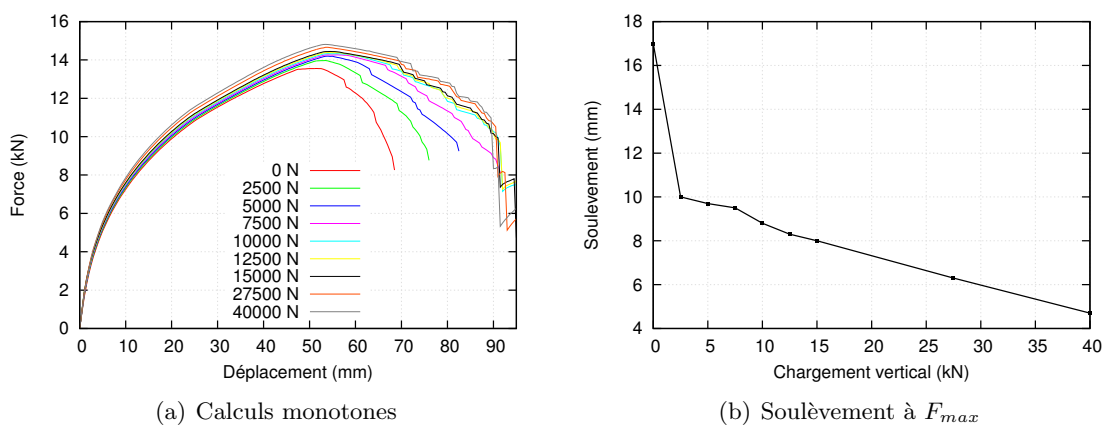 Force (kN)
16
14
12
10
8
6
4
2
0
0 N
2500 N
5000 N
7500 N
10000 N
12500 N
15000 N
27500 N
40000 N
0 10 20 30 40 50 60 70 80 90
Déplacement (mm)
(a) Calculs monotones
Soulevement (mm)
18
16
14
12
10
8
6
4
0 5 10 15 20 25 30 35 40
Chargement vertical (kN)
(b) Soulèvement à Fmax